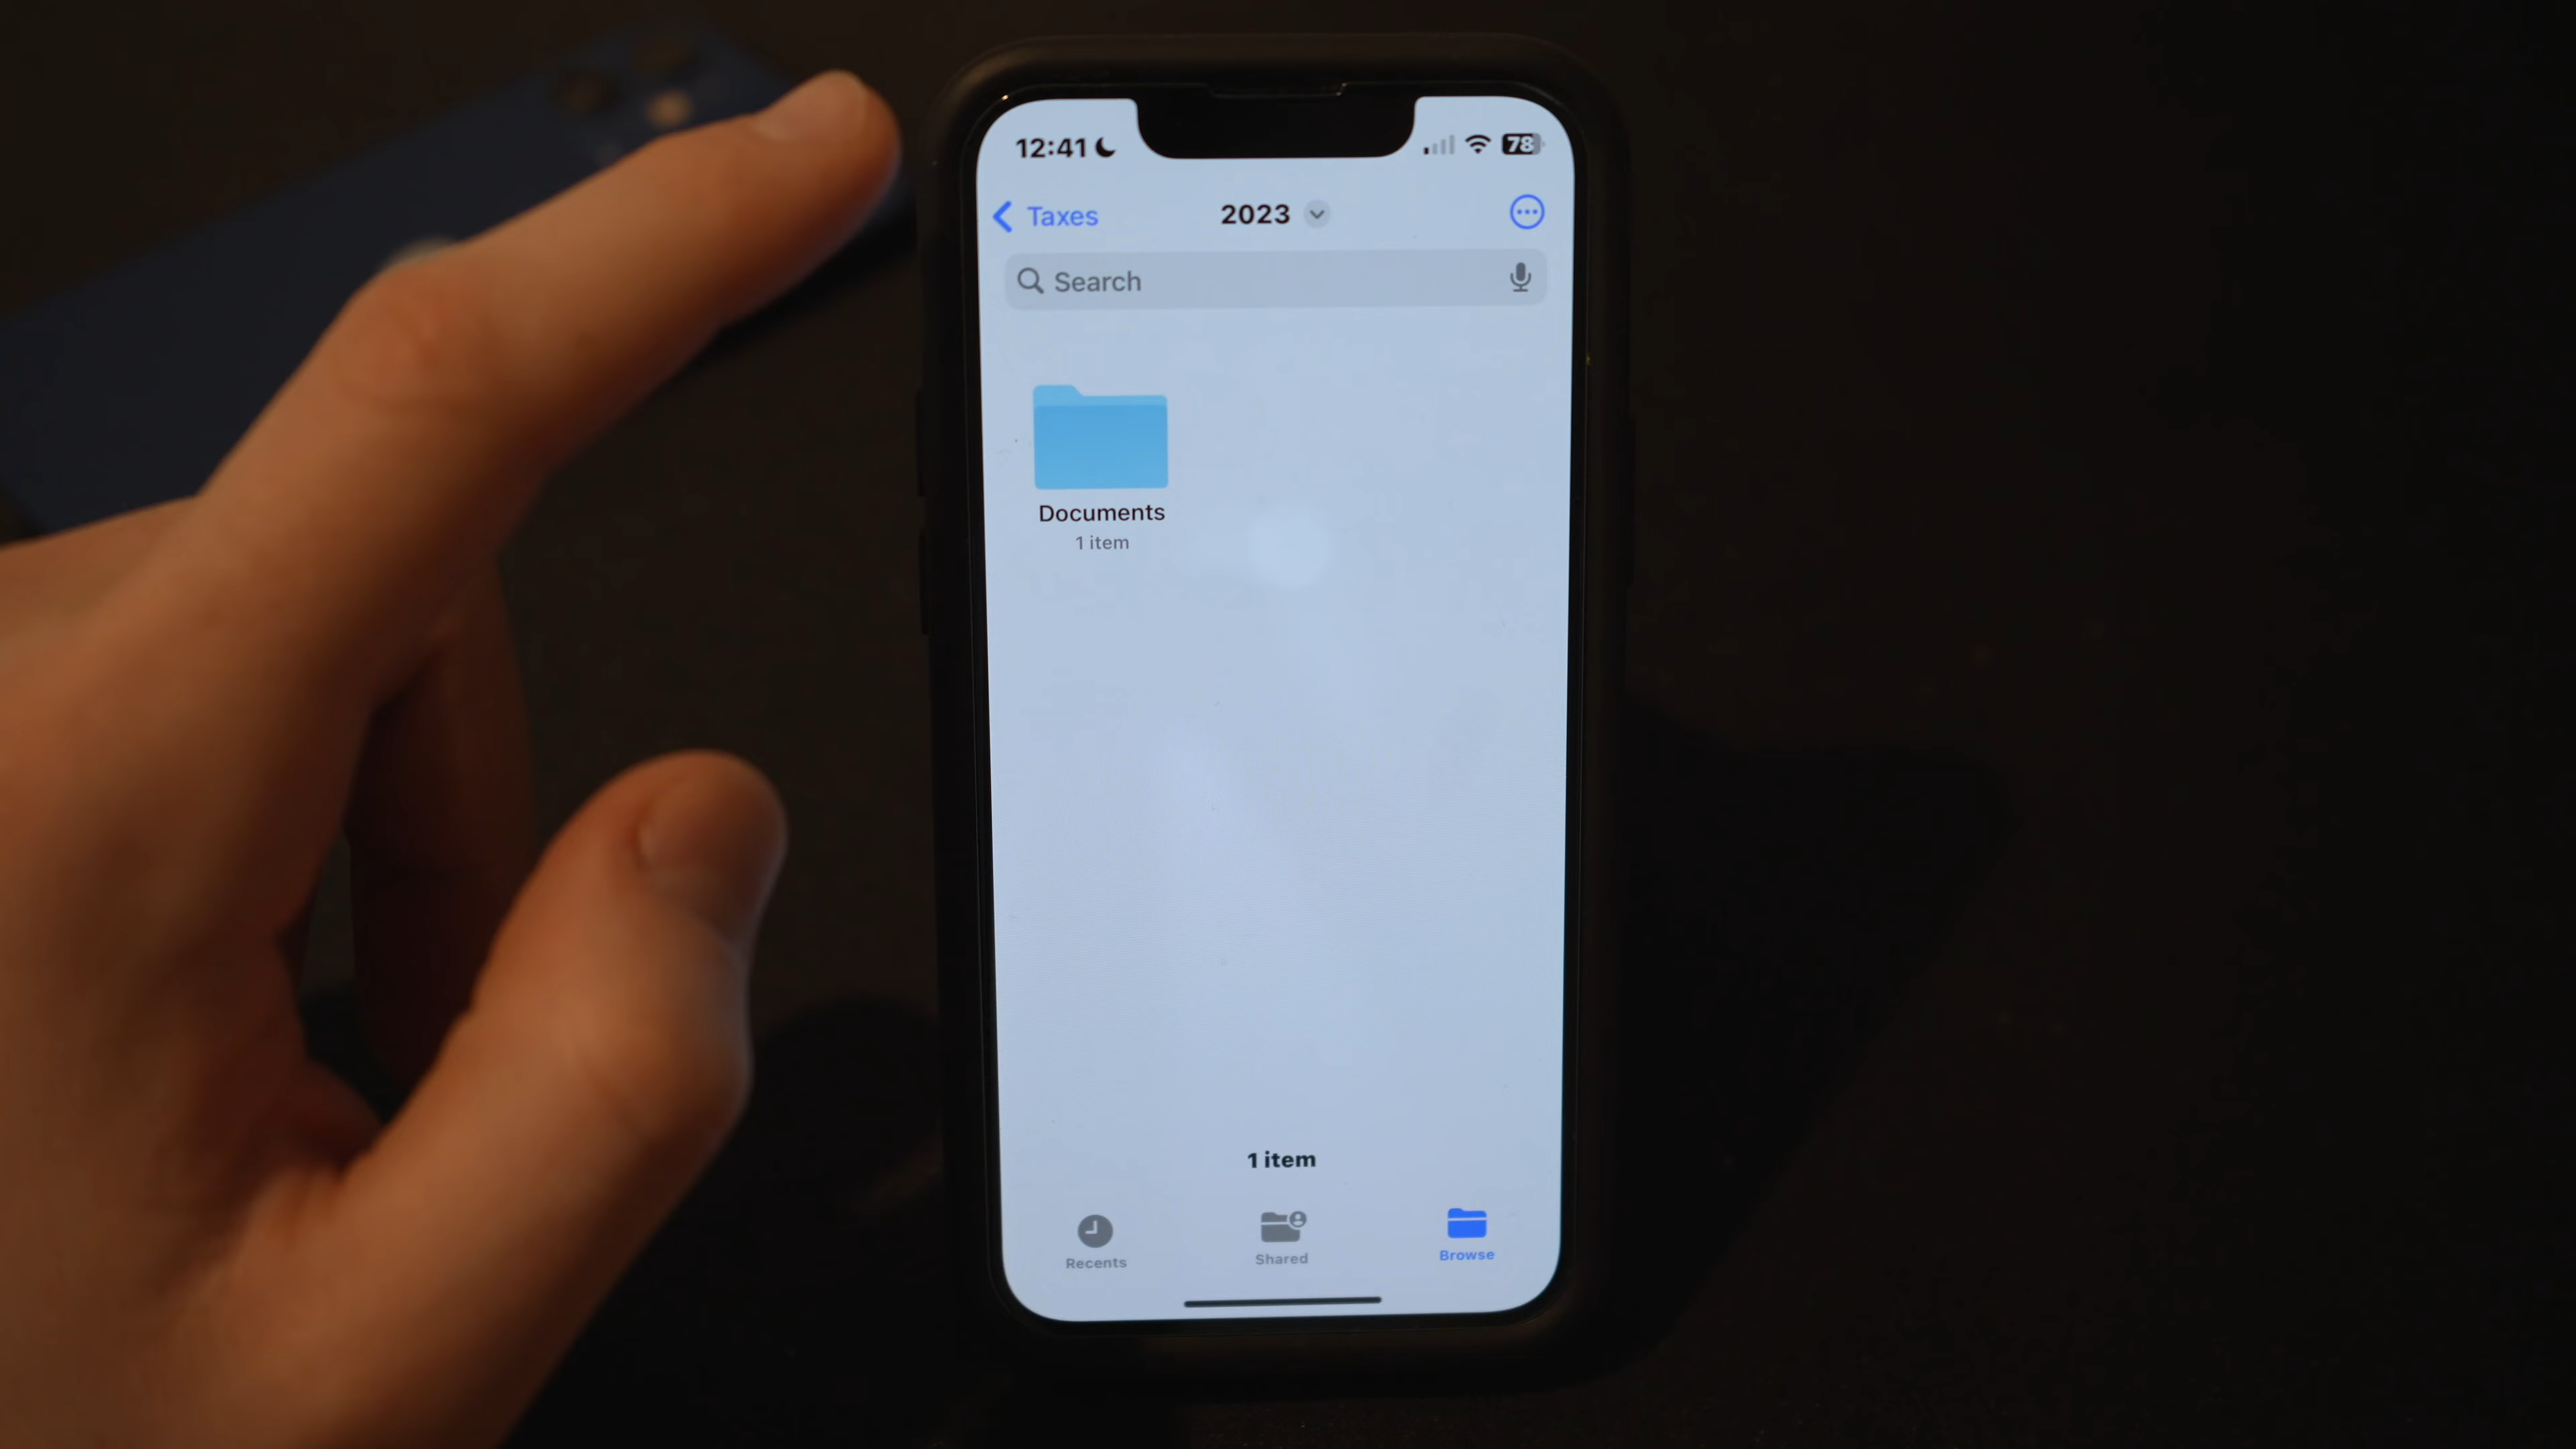 12:41
78
Taxes
2023
Search
Documents
1 item
1 item
Recents
Shared
Browse